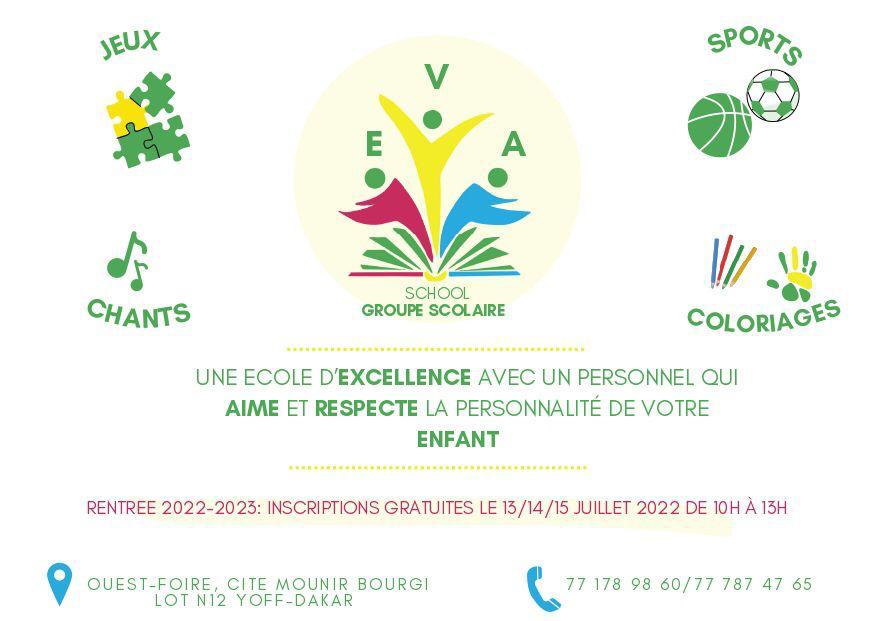 JEUX
SPORTS
V
E
A
CHANTS
COLORIAGES
SCHOOL
GROUPE SCOLAIRE
UNE ECOLE D'EXCELLENCE AVEC UN PERSONNEL QUI
AIME ET RESPECTE LA PERSONNALITÉ DE VOTRE
ENFANT
RENTREE 2022-2023: INSCRIPTIONS GRATUITES LE 13/14/15 JUILLET 2022 DE 10H À 13H
OUEST-FOIRE, CITE MOUNIR BOURGI
LOT N12 YOFF-DAKAR
77 178 98 60/77 787 47 65